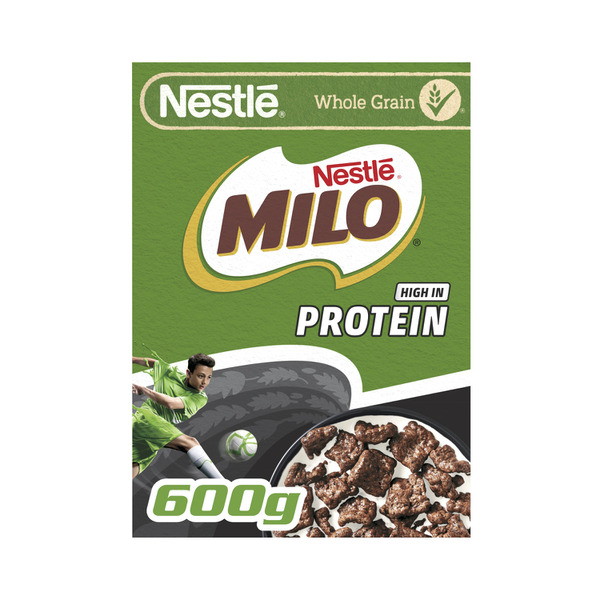 Nestlé®
Whole Grain
®
Nestlé®
MILO®
HIGH IN
PROTEIN
600g